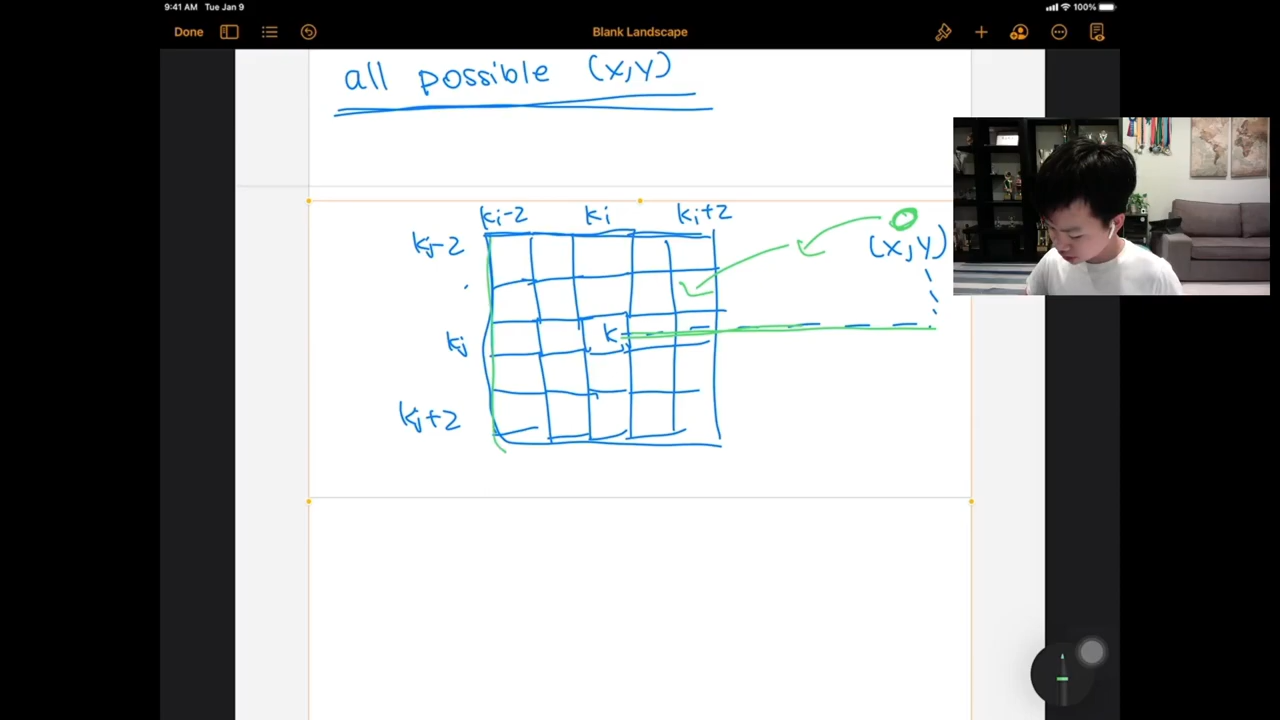 9:41 AM Tue Jan 9
100%
Done
Blank Landscape
all possible (x,y)
ki-2 ki ki+2
kj-2
(x,y)
kj
K
kj+2